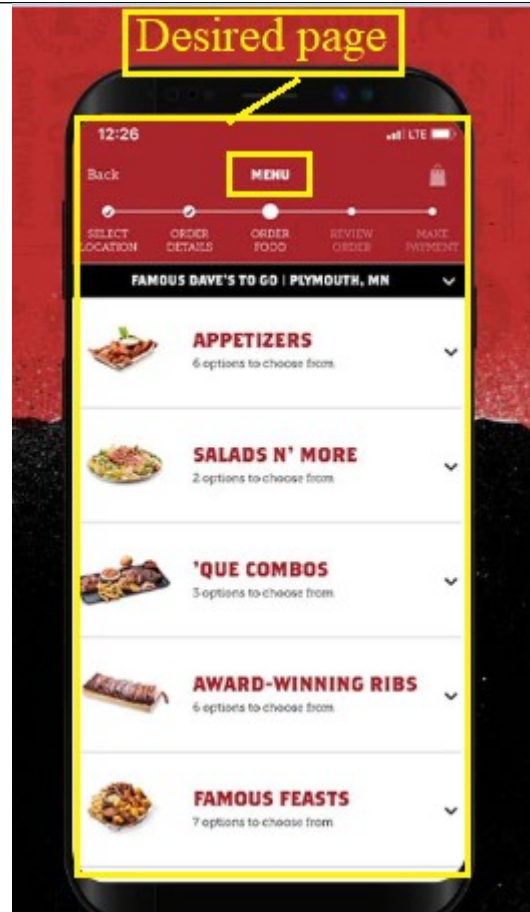 Desired page
12:26 LTE
Back MENU
SELECT LOCATION
ORDER DETAILS
ORDER FOOD
REVIEW ORDER
MAKE PAYMENT
FAMOUS DAVE'S TO GO | PLYMOUTH, MN
APPETIZERS
6 options to choose from
SALADS N' MORE
2 options to choose from
'QUE COMBOS
3 options to choose from
AWARD-WINNING RIBS
6 options to choose from
FAMOUS FEASTS
7 options to choose from